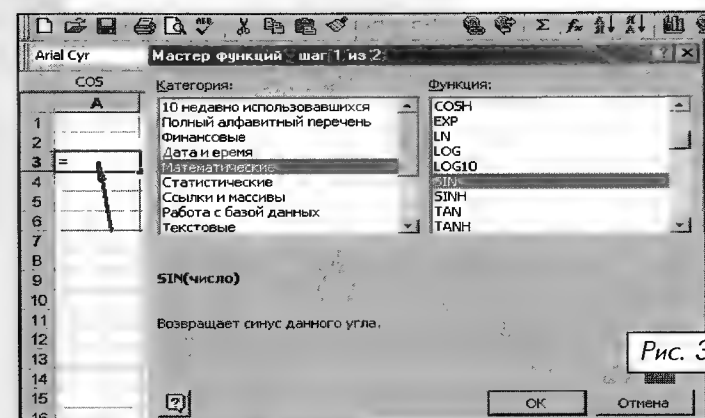 Arial Cyr
Мастер функций - шаг 1 из 2
COS
A
Категория:
10 недавно использовавшихся
Полный алфавитный перечень
Финансовые
Дата и время
Математические
Статистические
Ссылки и массивы
Работа с базой данных
Текстовые
Функция:
COSH
EXP
LN
LOG
LOG10
SIN
SINH
TAN
TANH
1
2
3 =
4
5
6
7
8
9
10
11
12
13
14
15
16
SIN(число)
Возвращает синус данного угла.
Рис. 3
OK
Отмена